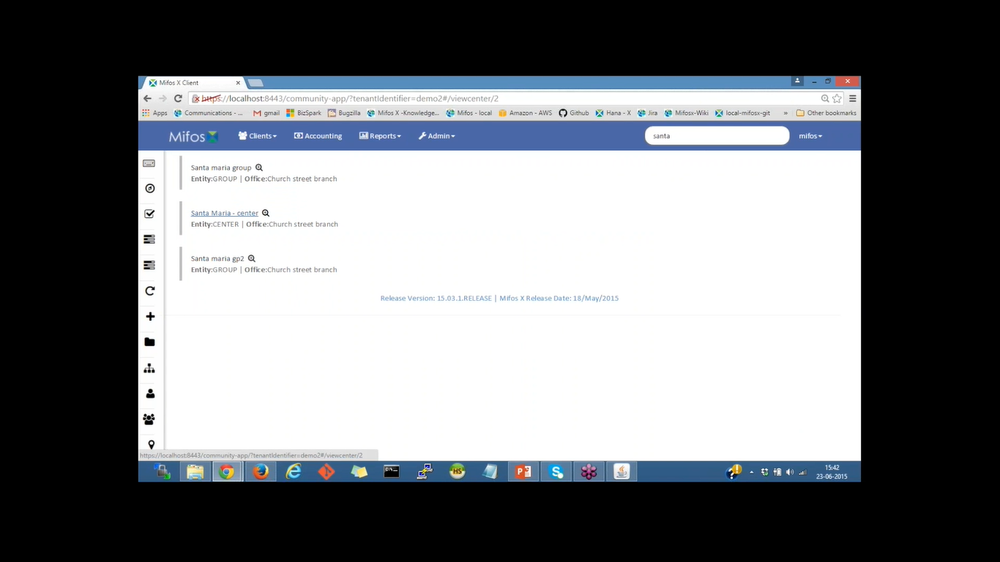 Mifos X Client
https://localhost:8443/community-app/?tenantIdentifier=demo2#/viewcenter/2
Apps Communications - ... gmail BizSpark Bugzilla Mifos X -Knowledge... Mifos - local Amazon - AWS Github Hana - X Jira Mifosx-Wiki local-mifosx-git » Other bookmarks
Mifos Clients Accounting Reports Admin santa mifos
Santa maria group
Entity:GROUP | Office:Church street branch
Santa Maria - center
Entity:CENTER | Office:Church street branch
Santa maria gp2
Entity:GROUP | Office:Church street branch
Release Version: 15.03.1.RELEASE | Mifos X Release Date: 18/May/2015
https://localhost:8443/community-app/?tenantIdentifier=demo2#/viewcenter/2
HS
15:42
23-06-2015